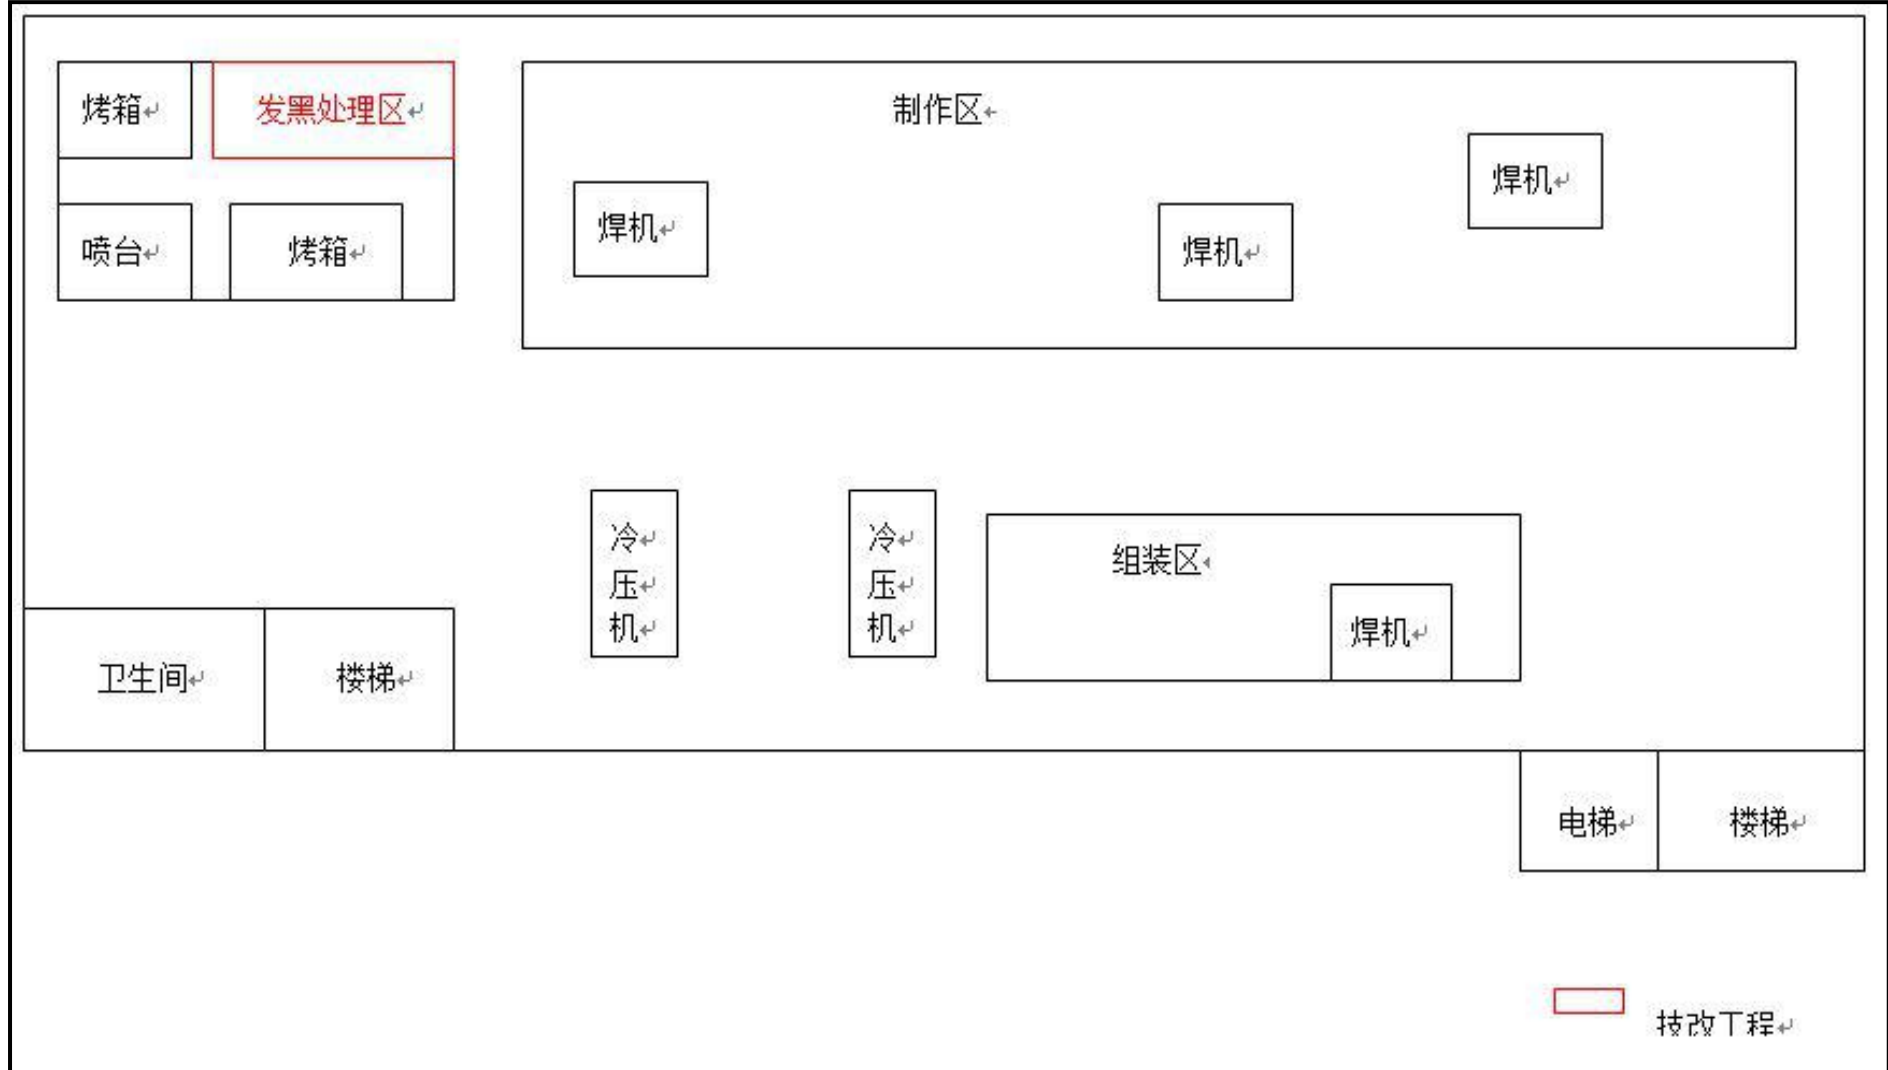 烤箱
发黑处理区
制作区
焊机
焊机
焊机
喷台
烤箱
冷
压
机
冷
压
机
组装区
焊机
卫生间
楼梯
电梯
楼梯
技改工程